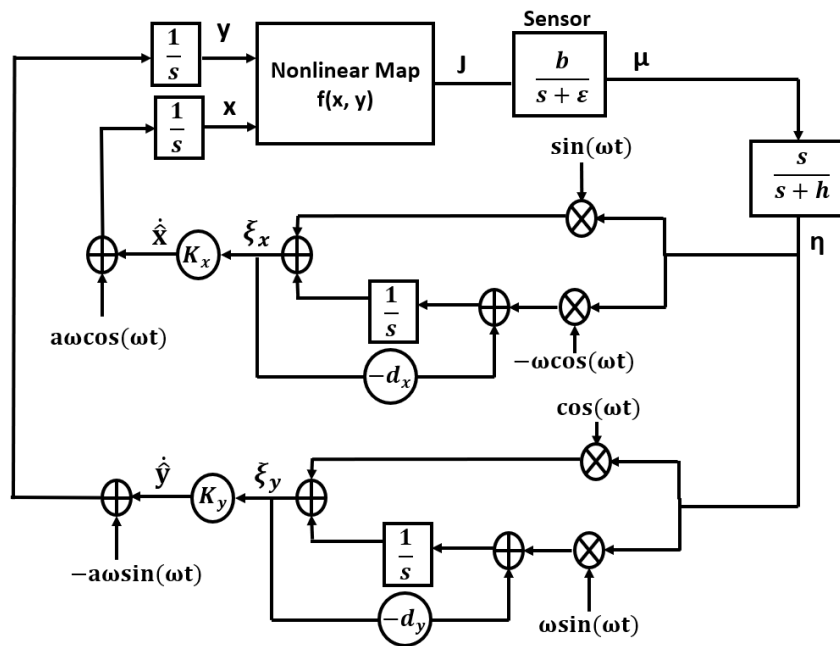 Sensor
1
s
y
Nonlinear Map
f(x, y)
J
b
s + ε
μ
1
s
x
s
s + h
η
sin(ωt)
ẋ̂
K_x
ξ_x
1
s
aωcos(ωt)
−ωcos(ωt)
−d_x
cos(ωt)
ẏ̂
K_y
ξ_y
1
s
−aωsin(ωt)
−d_y
ωsin(ωt)